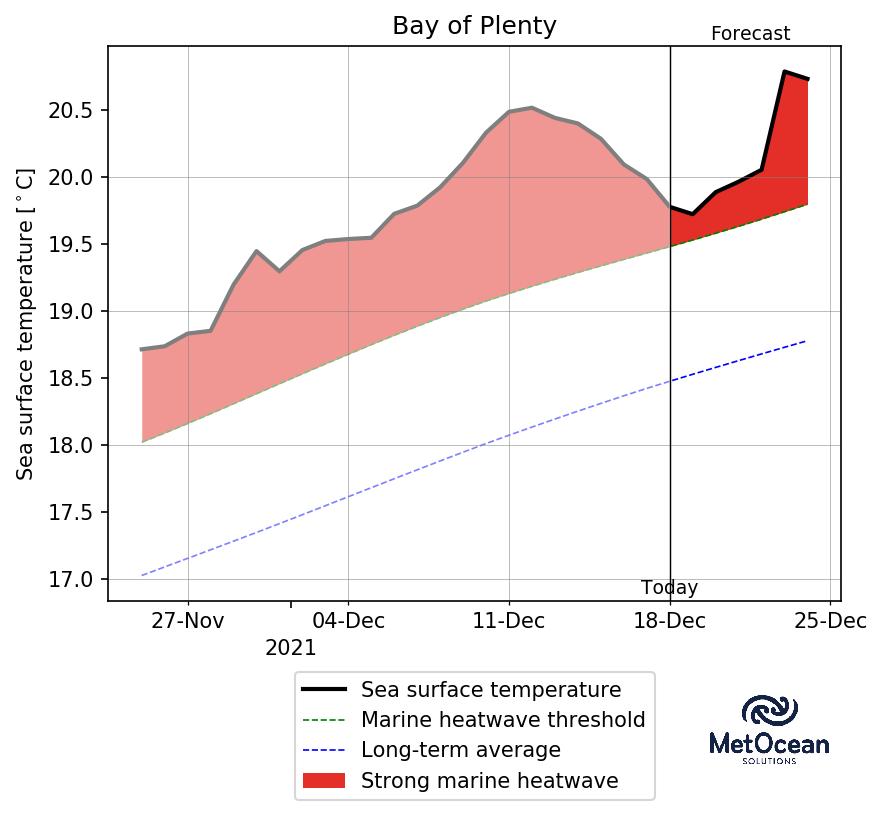 Bay of Plenty
Forecast
Sea surface temperature [°C]
20.5
20.0
19.5
19.0
18.5
18.0
17.5
17.0
Today
27-Nov 04-Dec 11-Dec 18-Dec 25-Dec
2021
Sea surface temperature
Marine heatwave threshold
Long-term average
Strong marine heatwave
MetOcean
SOLUTIONS